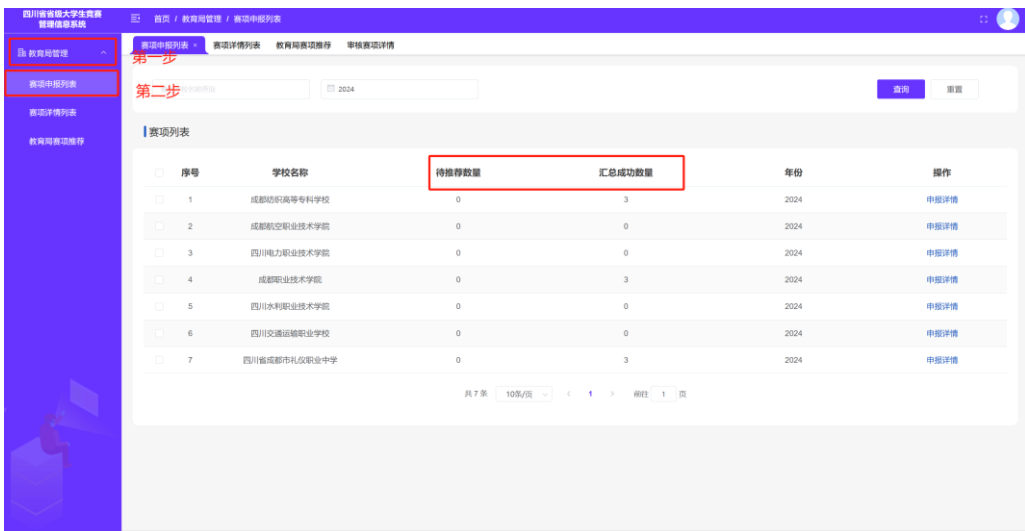 四川省省级大学生竞赛
管理信息系统
首页 / 教育局管理 / 赛项申报列表
教育局管理
赛项申报列表
赛项详情列表
教育局赛项推荐
赛项申报列表 ×
赛项详情列表
教育局赛项推荐
审核赛项详情
第一步
第二步
2024
查询
重置
赛项列表
序号 学校名称 待推荐数量 汇总成功数量 年份 操作
1 成都纺织高等专科学校 0 3 2024 申报详情
2 成都航空职业技术学院 0 0 2024 申报详情
3 四川电力职业技术学院 0 0 2024 申报详情
4 成都职业技术学院 0 3 2024 申报详情
5 四川水利职业技术学院 0 0 2024 申报详情
6 四川交通运输职业学校 0 0 2024 申报详情
7 四川省成都市礼仪职业中学 0 3 2024 申报详情
共 7 条 10条/页 1 前往 1 页